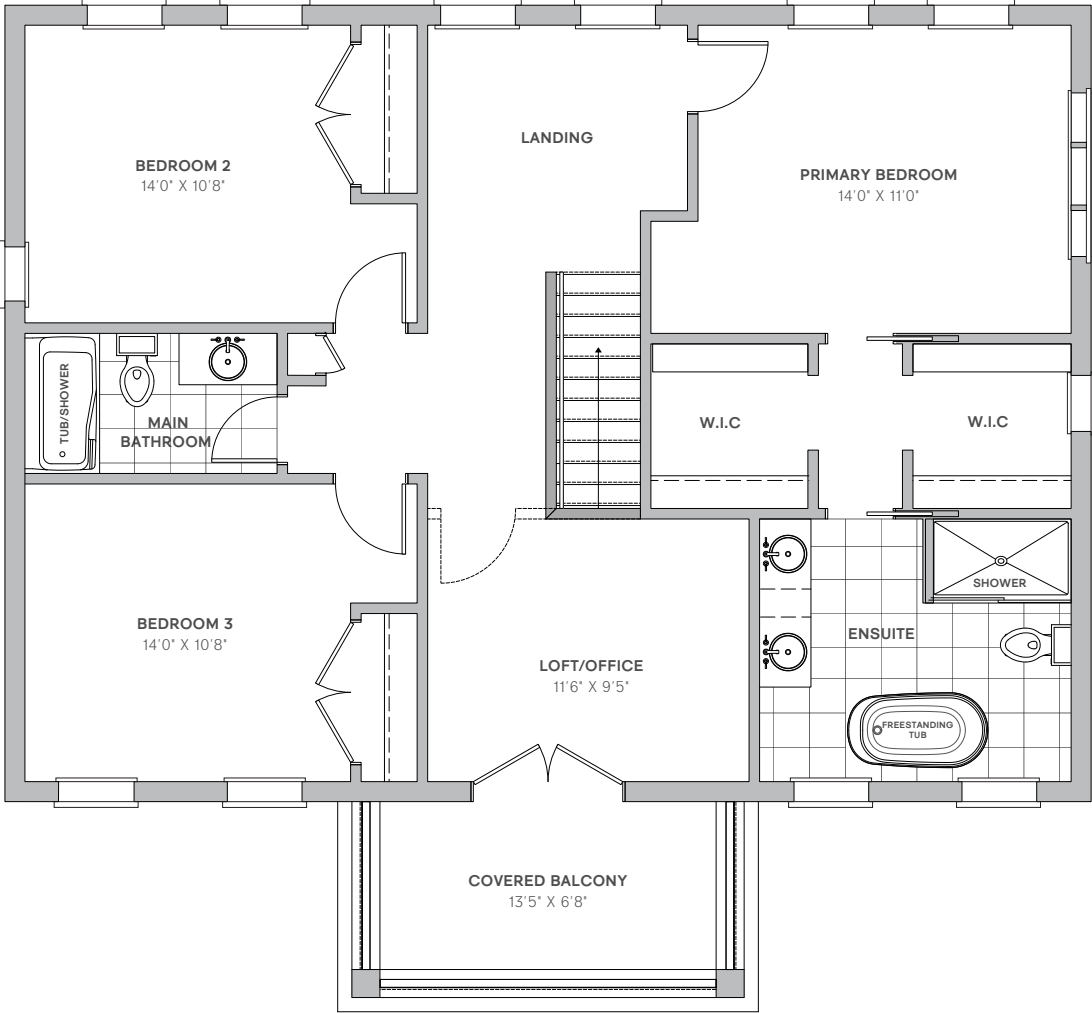 LANDING
BEDROOM 2
14'0" X 10'8"
PRIMARY BEDROOM
14'0" X 11'0"
TUB/SHOWER
MAIN
BATHROOM
W.I.C
W.I.C
SHOWER
BEDROOM 3
14'0" X 10'8"
ENSUITE
LOFT/OFFICE
11'6" X 9'5"
FREESTANDING
TUB
COVERED BALCONY
13'5" X 6'8"